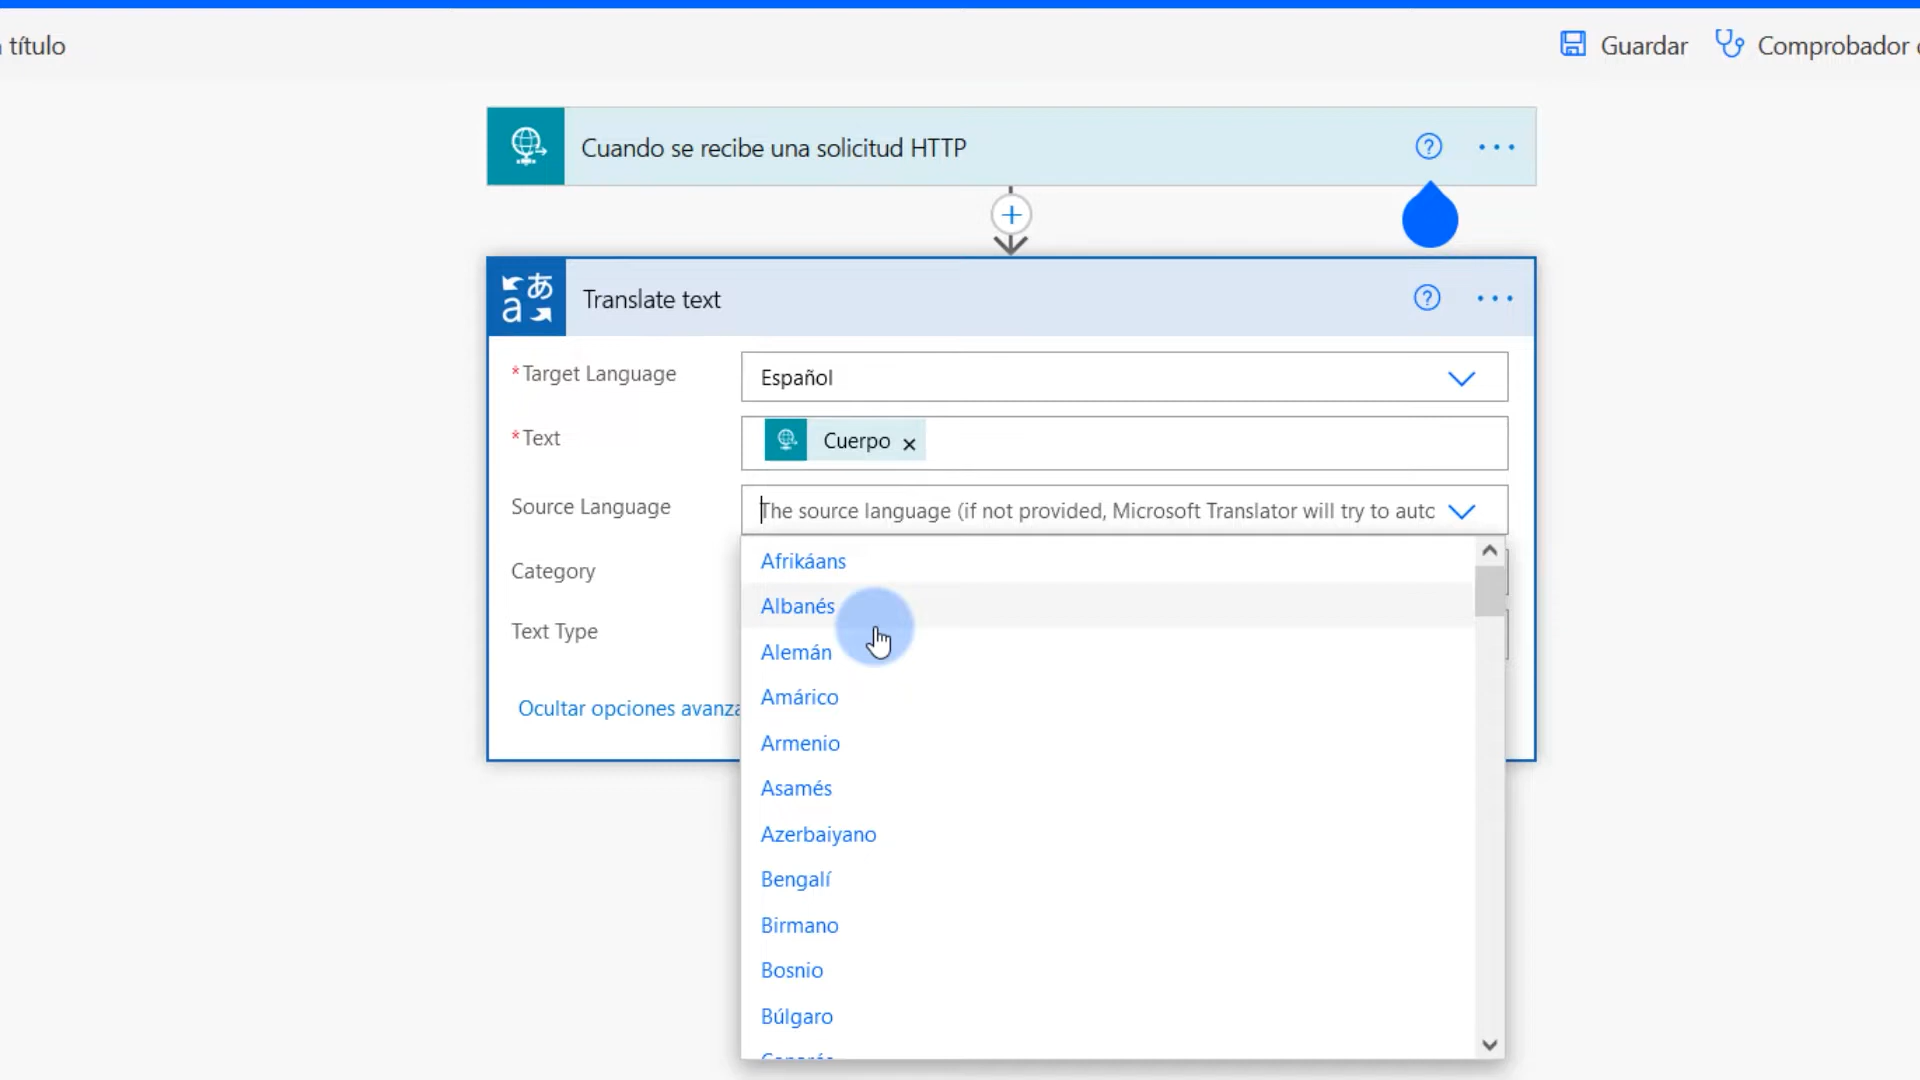 título
Guardar
Comprobador
Cuando se recibe una solicitud HTTP
Translate text
*Target Language
Español
*Text
Cuerpo
Source Language
The source language (if not provided, Microsoft Translator will try to auto
Afrikáans
Albanés
Category
Text Type
Alemán
Amárico
Ocultar opciones avanza
Armenio
Asamés
Azerbaiyano
Bengalí
Birmano
Bosnio
Búlgaro